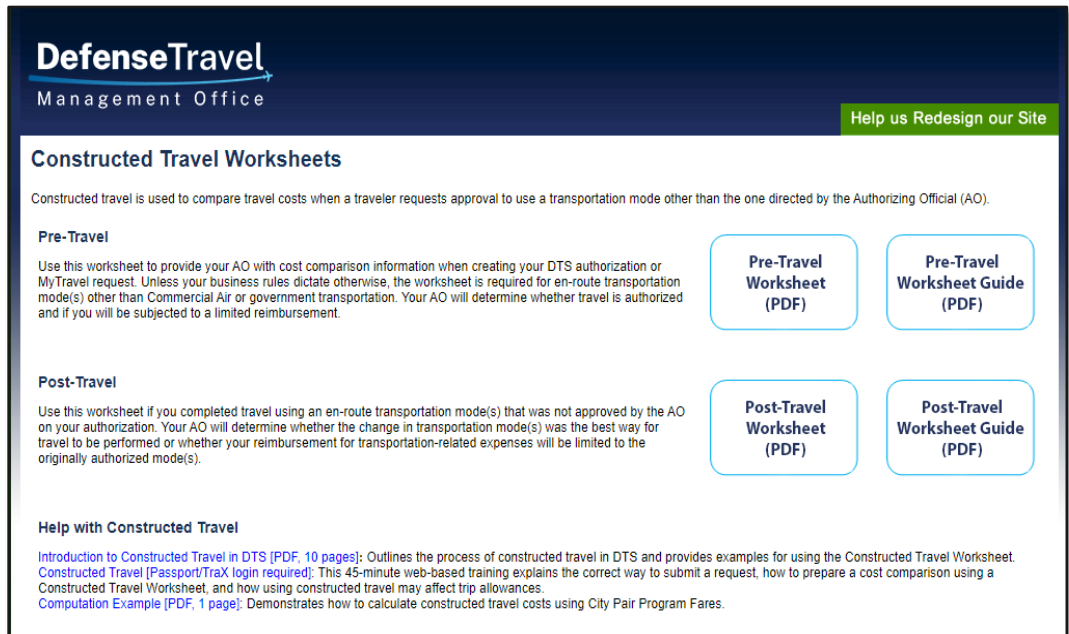 DefenseTravel
Management Office
Help us Redesign our Site
Constructed Travel Worksheets
Constructed travel is used to compare travel costs when a traveler requests approval to use a transportation mode other than the one directed by the Authorizing Official (AO).
Pre-Travel
Use this worksheet to provide your AO with cost comparison information when creating your DTS authorization or
MyTravel request. Unless your business rules dictate otherwise, the worksheet is required for en-route transportation
mode(s) other than Commercial Air or government transportation. Your AO will determine whether travel is authorized
and if you will be subjected to a limited reimbursement.
Pre-Travel
Worksheet
(PDF)
Pre-Travel
Worksheet Guide
(PDF)
Post-Travel
Use this worksheet if you completed travel using an en-route transportation mode(s) that was not approved by the AO
on your authorization. Your AO will determine whether the change in transportation mode(s) was the best way for
travel to be performed or whether your reimbursement for transportation-related expenses will be limited to the
originally authorized mode(s).
Post-Travel
Worksheet
(PDF)
Post-Travel
Worksheet Guide
(PDF)
Help with Constructed Travel
Introduction to Constructed Travel in DTS [PDF, 10 pages]: Outlines the process of constructed travel in DTS and provides examples for using the Constructed Travel Worksheet.
Constructed Travel [Passport/TraX login required]: This 45-minute web-based training explains the correct way to submit a request, how to prepare a cost comparison using a
Constructed Travel Worksheet, and how using constructed travel may affect trip allowances.
Computation Example [PDF, 1 page]: Demonstrates how to calculate constructed travel costs using City Pair Program Fares.